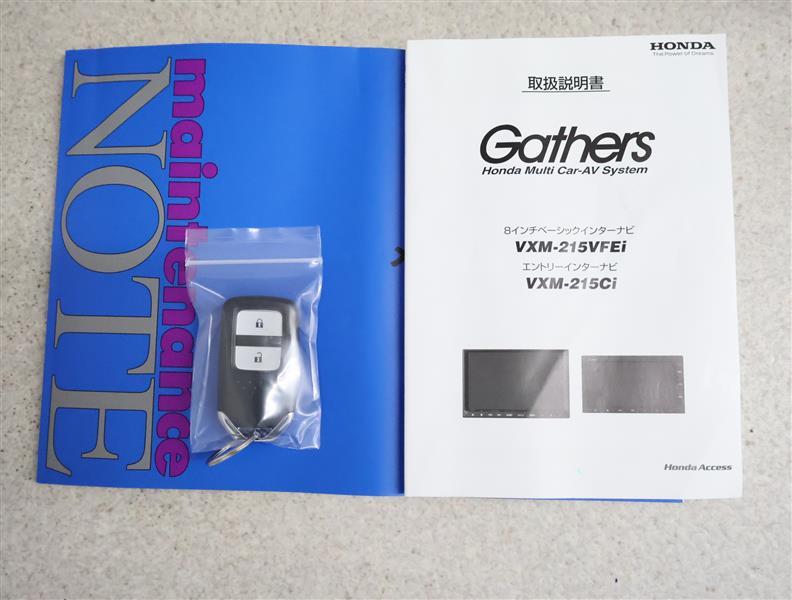 maintenance
NOTE
HONDA
The Power of Dreams
取扱説明書
Gathers
Honda Multi Car-AV System
8インチベーシックインターナビ
VXM-215VFEi
エントリーインターナビ
VXM-215Ci
Honda Access